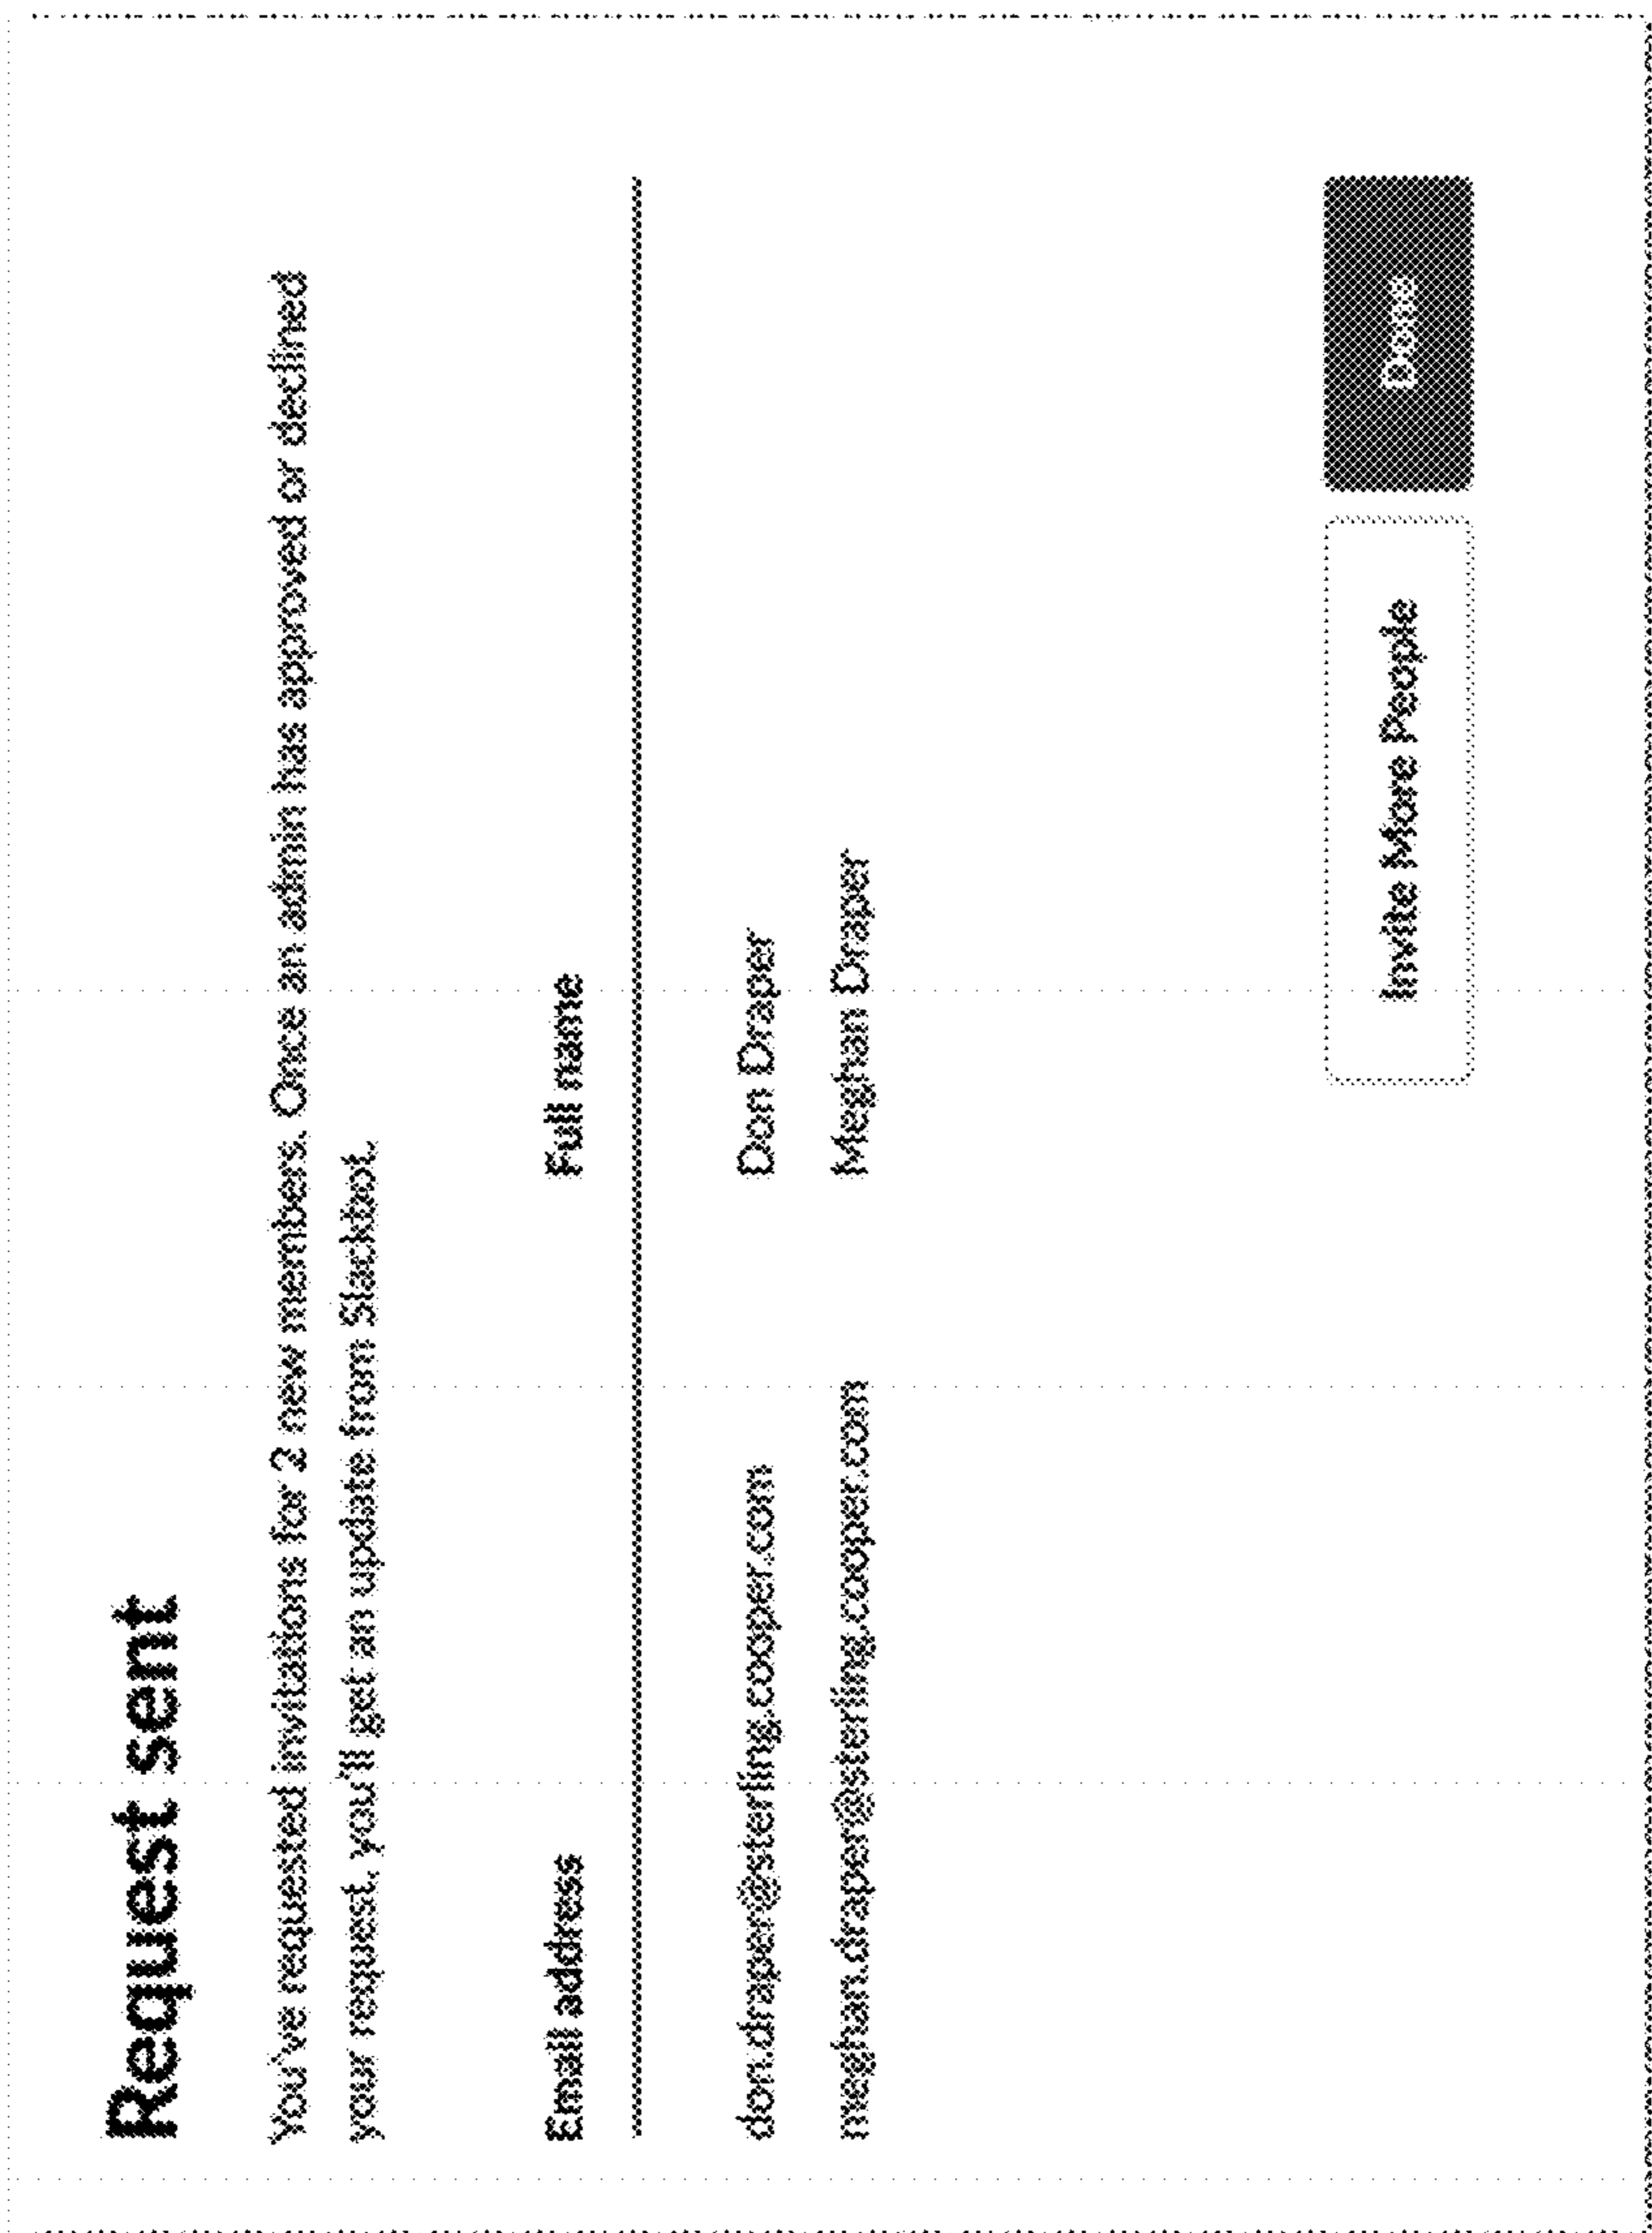 Request sent
You've requested invitations for 2 new members. Once an admin has approved or declined
your request, you'll get an update from Slackbot.
Email address Full name
don.draper@sterling.cooper.com Don Draper
meghan.draper@sterling.cooper.com Meghan Draper
Invite More People Done